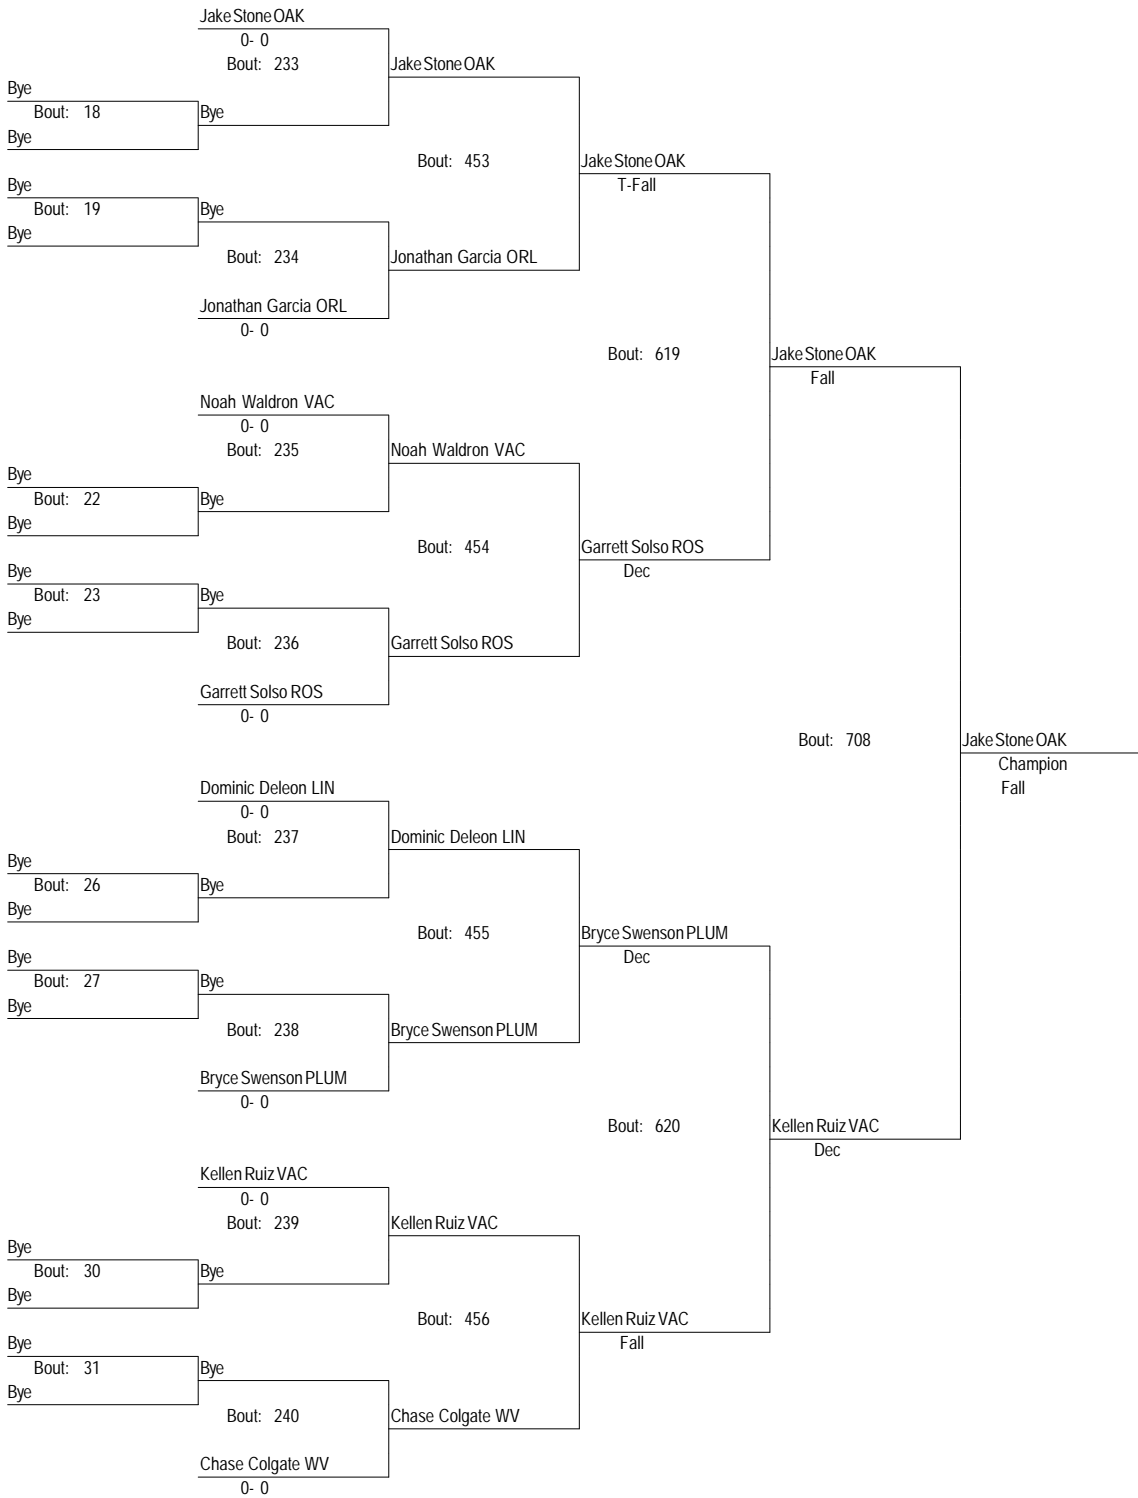 Jake Stone OAK
0- 0
Bout: 233
Jake Stone OAK
Bye
Bout: 18
Bye
Bye
Bout: 453
Jake Stone OAK
T-Fall
Bye
Bout: 19
Bye
Bye
Bout: 234
Jonathan Garcia ORL
Jonathan Garcia ORL
0- 0
Bout: 619
Jake Stone OAK
Fall
Noah Waldron VAC
0- 0
Bout: 235
Noah Waldron VAC
Bye
Bout: 22
Bye
Bye
Bout: 454
Garrett Solso ROS
Dec
Bye
Bout: 23
Bye
Bye
Bout: 236
Garrett Solso ROS
Garrett Solso ROS
0- 0
Bout: 708
Jake Stone OAK
Champion
Fall
Dominic Deleon LIN
0- 0
Bout: 237
Dominic Deleon LIN
Bye
Bout: 26
Bye
Bye
Bout: 455
Bryce Swenson PLUM
Dec
Bye
Bout: 27
Bye
Bye
Bout: 238
Bryce Swenson PLUM
Bryce Swenson PLUM
0- 0
Bout: 620
Kellen Ruiz VAC
Dec
Kellen Ruiz VAC
0- 0
Bout: 239
Kellen Ruiz VAC
Bye
Bout: 30
Bye
Bye
Bout: 456
Kellen Ruiz VAC
Fall
Bye
Bout: 31
Bye
Bye
Bout: 240
Chase Colgate WV
Chase Colgate WV
0- 0